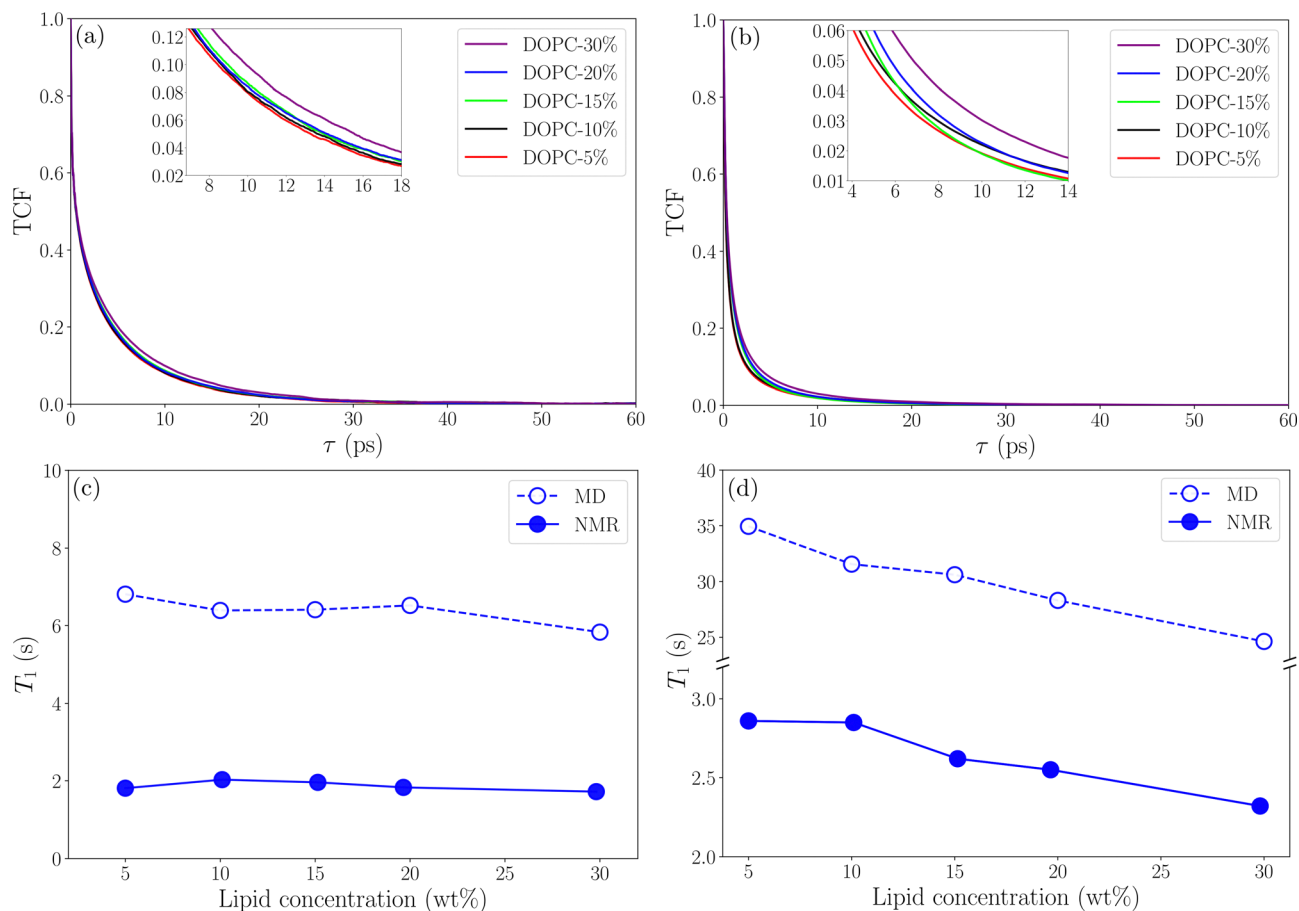 (a)
TCF
1.0
0.8
0.6
0.4
0.2
0.0
0 10 20 30 40 50 60
τ (ps)
0.12
0.10
0.08
0.06
0.04
0.02
8 10 12 14 16 18
DOPC-30%
DOPC-20%
DOPC-15%
DOPC-10%
DOPC-5%
(b)
TCF
1.0
0.8
0.6
0.4
0.2
0.0
0 10 20 30 40 50 60
τ (ps)
0.06
0.05
0.04
0.03
0.02
0.01
4 6 8 10 12 14
DOPC-30%
DOPC-20%
DOPC-15%
DOPC-10%
DOPC-5%
(c)
T₁ (s)
10
8
6
4
2
0
5 10 15 20 25 30
Lipid concentration (wt%)
MD
NMR
(d)
T₁ (s)
40
35
30
25
3.0
2.5
2.0
5 10 15 20 25 30
Lipid concentration (wt%)
MD
NMR